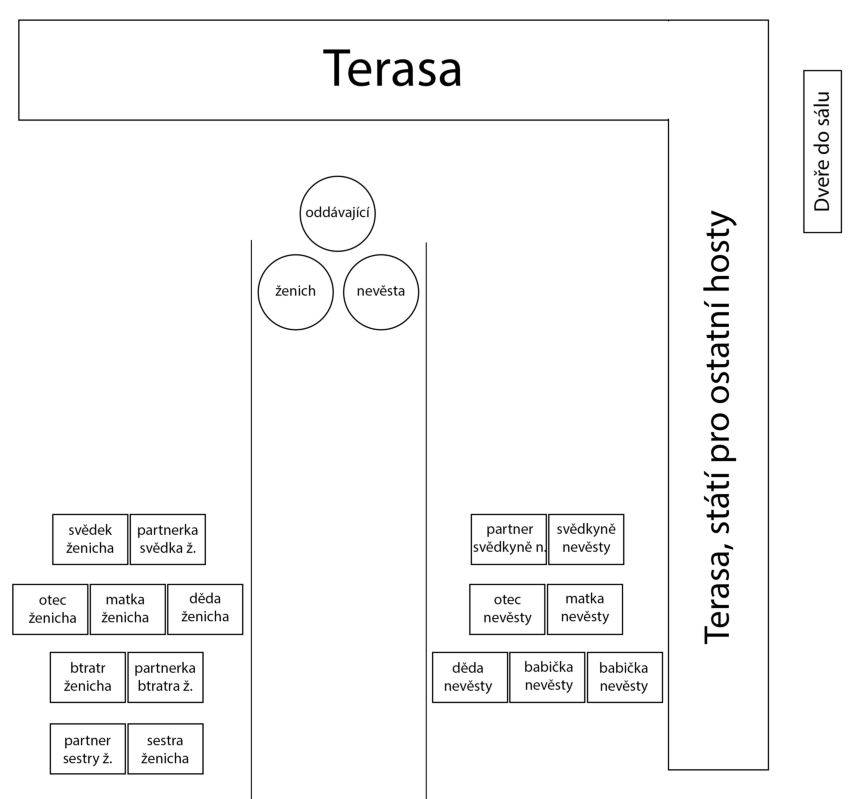 Terasa
Dveře do sálu
oddávající
ženich
nevěsta
Terasa, státí pro ostatní hosty
svědek
ženicha
partnerka
svědka ž.
partner
svědkyně n.
svědkyně
nevěsty
otec
ženicha
matka
ženicha
děda
ženicha
otec
nevěsty
matka
nevěsty
btratr
ženicha
partnerka
btratra ž.
děda
nevěsty
babička
nevěsty
babička
nevěsty
partner
sestry ž.
sestra
ženicha